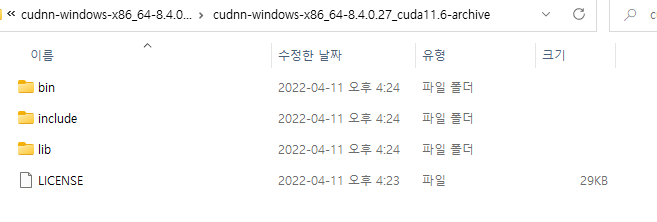 « cudnn-windows-x86_64-8.4.0... > cudnn-windows-x86_64-8.4.0.27_cuda11.6-archive
이름 수정한 날짜 유형 크기
bin 2022-04-11 오후 4:24 파일 폴더
include 2022-04-11 오후 4:24 파일 폴더
lib 2022-04-11 오후 4:24 파일 폴더
LICENSE 2022-04-11 오후 4:23 파일 29KB